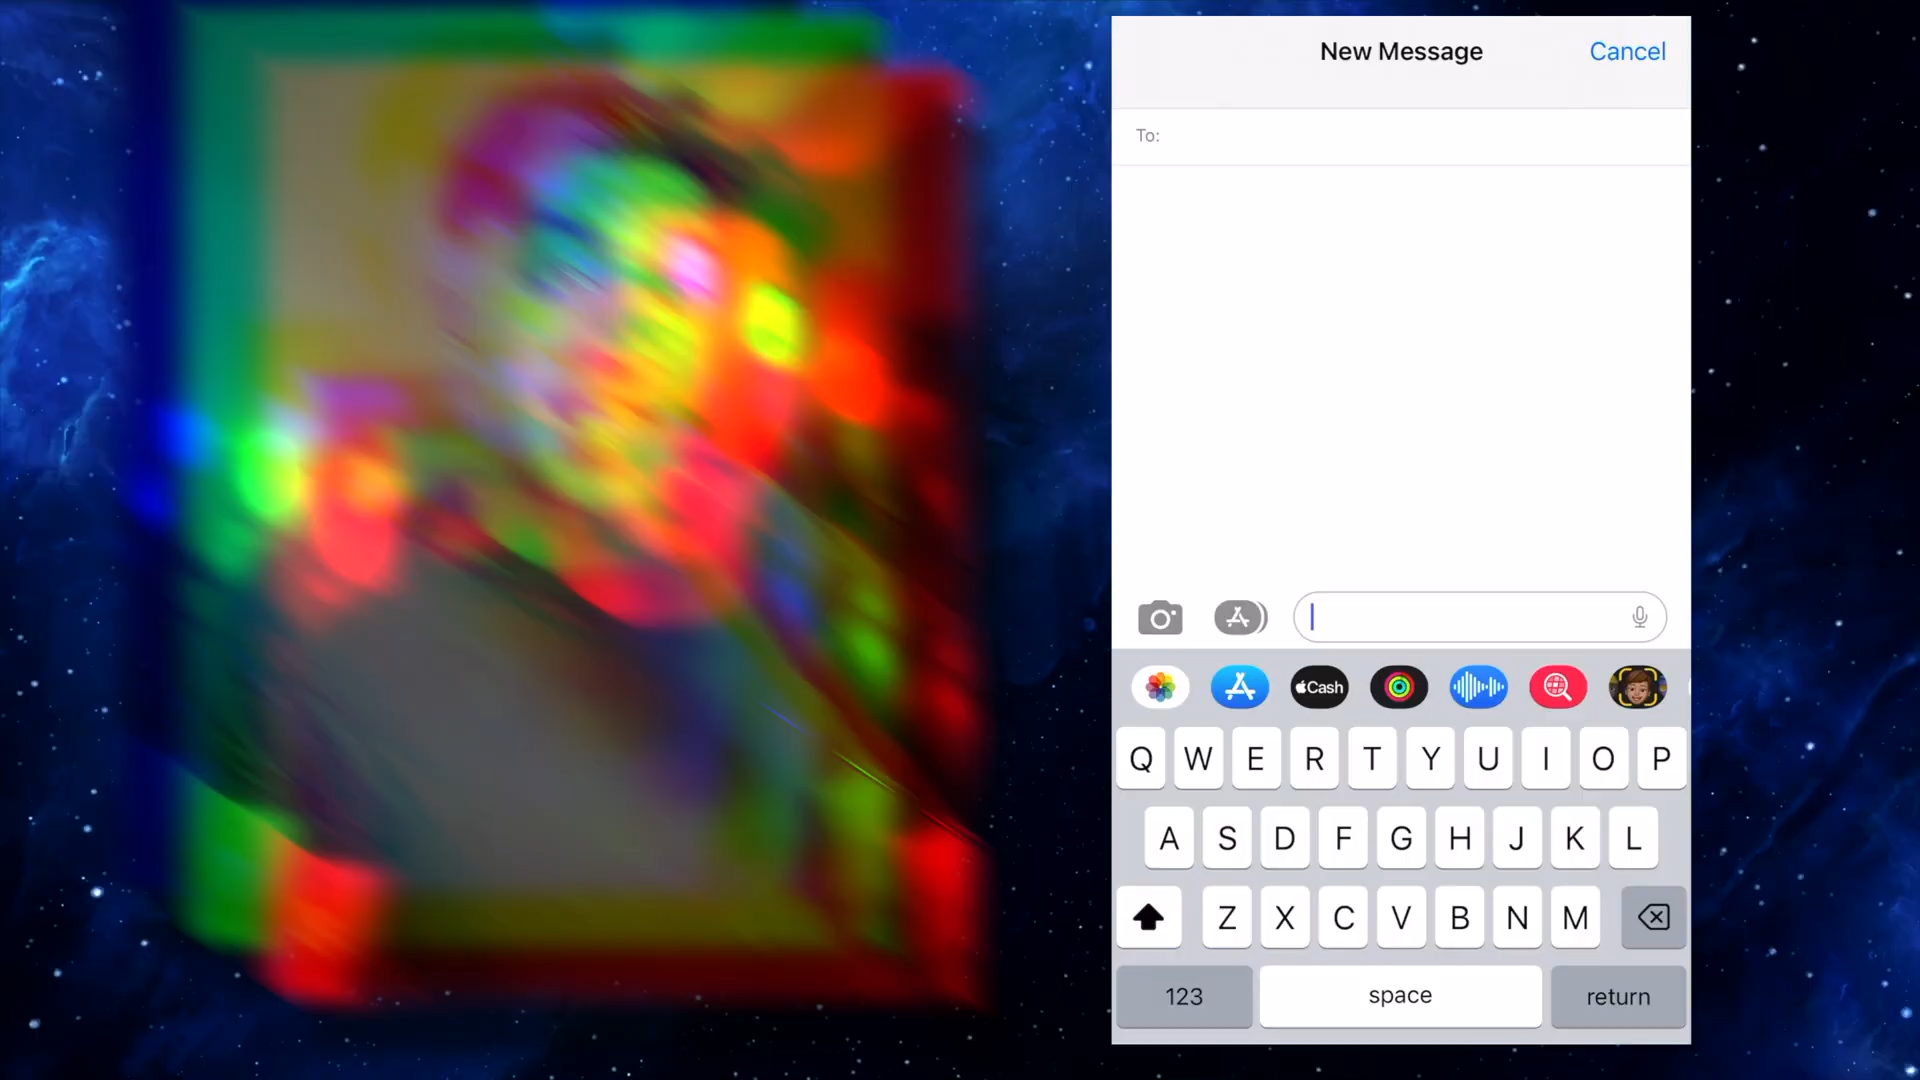 New Message
Cancel
To:
Cash
Q W E R T Y U I O P
A S D F G H J K L
Z X C V B N M
123
space
return